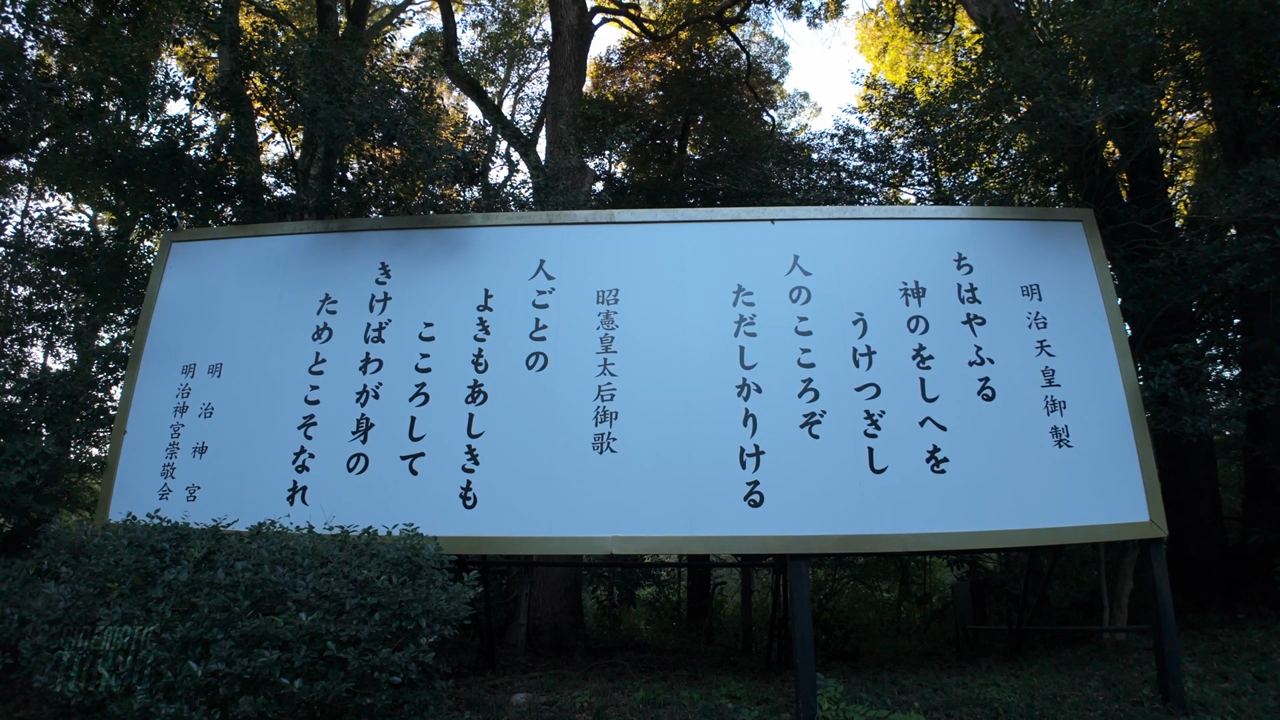 明治天皇御製
ちはやふる
神のをしへを
うけつぎし
人のこころぞ
ただしかりける
昭憲皇太后御歌
人ごとの
よきもあしきも
こころして
きけばわが身の
ためとこそなれ
明治神宮
明治神宮崇敬会